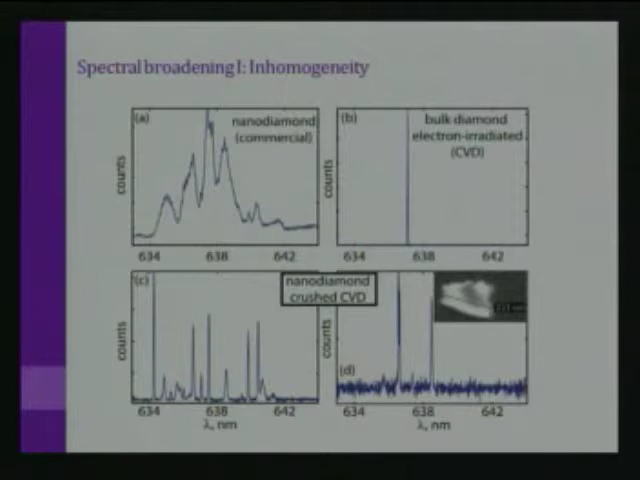 Spectral broadening I: Inhomogeneity
(a)
nanodiamond
(commercial)
counts
634 638 642
(b)
bulk diamond
electron-irradiated
(CVD)
counts
634 638 642
(c)
nanodiamond
crushed CVD
counts
634 638 642
λ, nm
(d)
counts
634 638 642
λ, nm